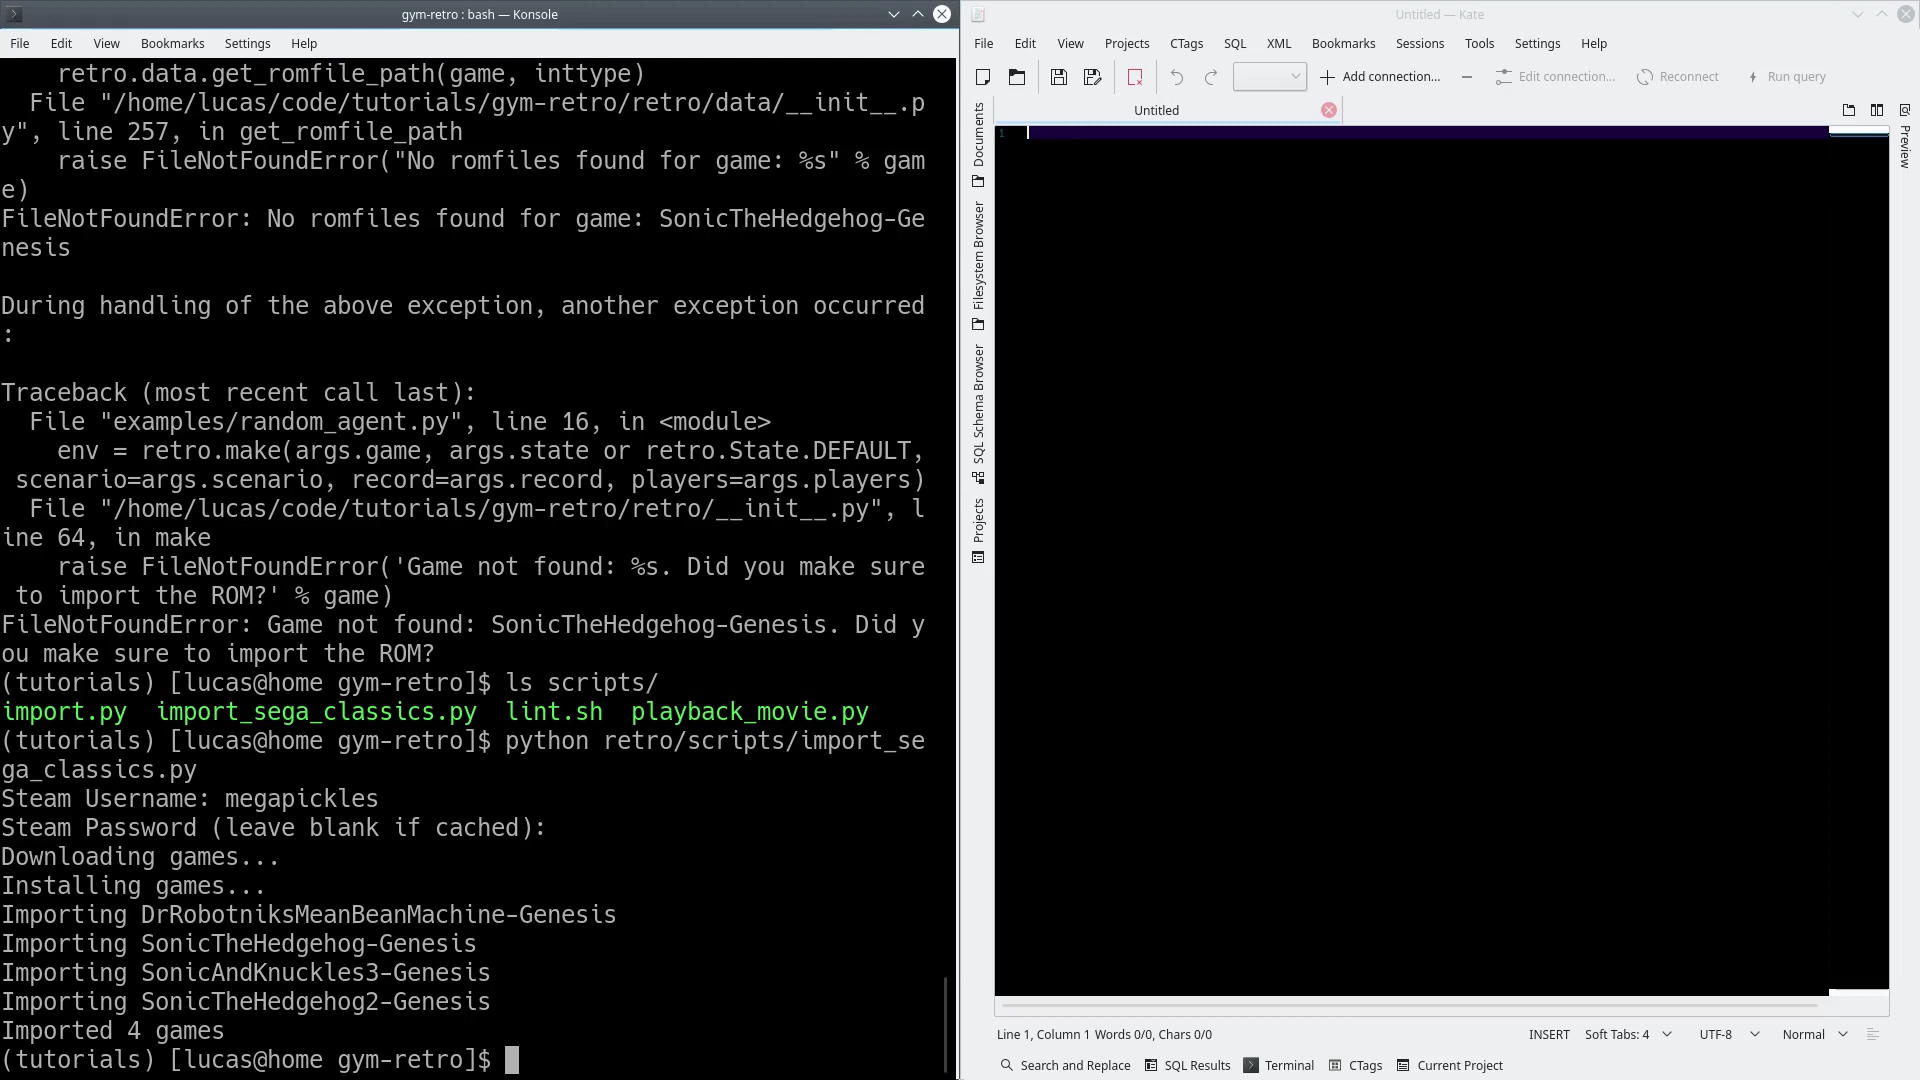 gym-retro : bash — Konsole
File Edit View Bookmarks Settings Help
    retro.data.get_romfile_path(game, inttype)
  File "/home/lucas/code/tutorials/gym-retro/retro/data/__init__.p
y", line 257, in get_romfile_path
    raise FileNotFoundError("No romfiles found for game: %s" % gam
e)
FileNotFoundError: No romfiles found for game: SonicTheHedgehog-Ge
nesis
During handling of the above exception, another exception occurred
:
Traceback (most recent call last):
  File "examples/random_agent.py", line 16, in <module>
    env = retro.make(args.game, args.state or retro.State.DEFAULT,
 scenario=args.scenario, record=args.record, players=args.players)
  File "/home/lucas/code/tutorials/gym-retro/retro/__init__.py", l
ine 64, in make
    raise FileNotFoundError('Game not found: %s. Did you make sure
 to import the ROM?' % game)
FileNotFoundError: Game not found: SonicTheHedgehog-Genesis. Did y
ou make sure to import the ROM?
(tutorials) [lucas@home gym-retro]$ ls scripts/
import.py  import_sega_classics.py  lint.sh  playback_movie.py
(tutorials) [lucas@home gym-retro]$ python retro/scripts/import_se
ga_classics.py
Steam Username: megapickles
Steam Password (leave blank if cached):
Downloading games...
Installing games...
Importing DrRobotniksMeanBeanMachine-Genesis
Importing SonicTheHedgehog-Genesis
Importing SonicAndKnuckles3-Genesis
Importing SonicTheHedgehog2-Genesis
Imported 4 games
(tutorials) [lucas@home gym-retro]$
Untitled — Kate
File Edit View Projects CTags SQL XML Bookmarks Sessions Tools Settings Help
Add connection... Edit connection... Reconnect Run query
Untitled
1
Documents
Filesystem Browser
SQL Schema Browser
Projects
Preview
Line 1, Column 1 Words 0/0, Chars 0/0 INSERT Soft Tabs: 4 UTF-8 Normal
Search and Replace SQL Results Terminal CTags Current Project